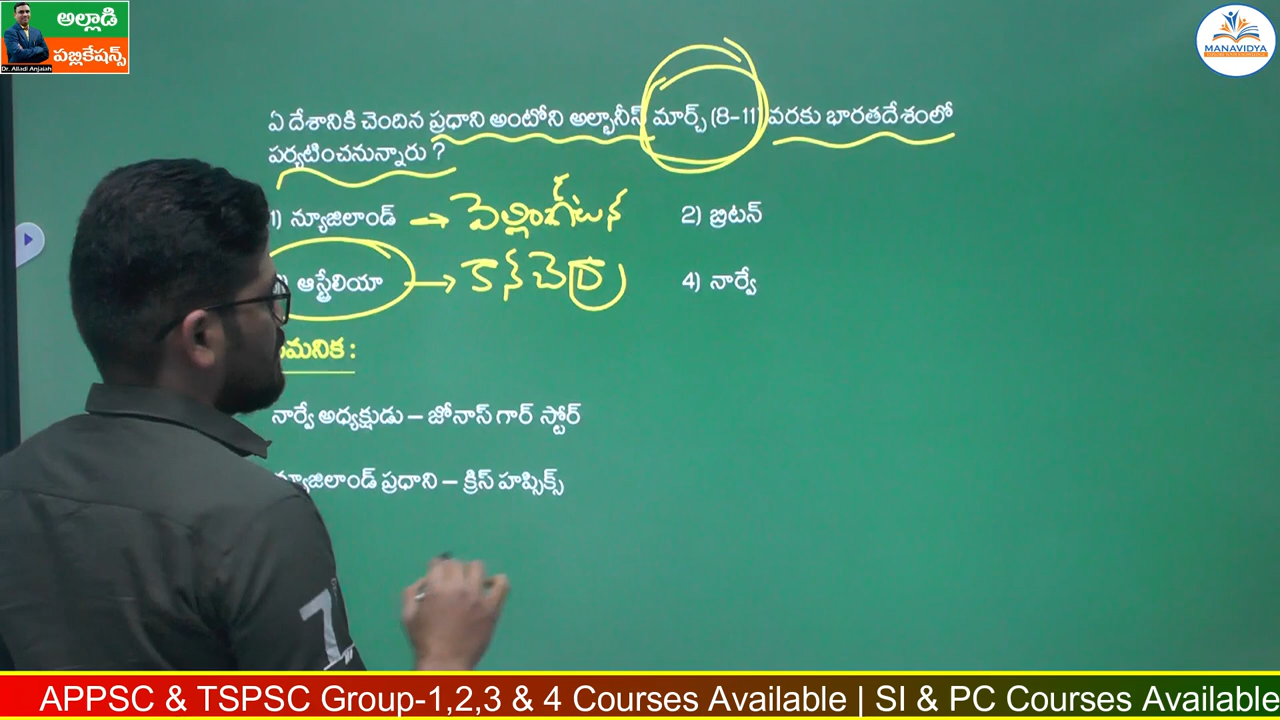 అల్లాడి
పబ్లికేషన్స్
Dr. Alladi Anjaiah
MANAVIDYA
ఏ దేశానికి చెందిన ప్రధాని అంటోని అల్భానీస్ మార్చ్ (8-11) వరకు భారతదేశంలో
పర్యటించనున్నారు ?
1) న్యూజిలాండ్ → వెల్లింగ్టన్
2) బ్రిటన్
ఆస్ట్రేలియా → కాన్ బెర్రా
4) నార్వే
మనిక :
నార్వే అధ్యక్షుడు – జోనాస్ గార్ స్టోర్
న్యూజిలాండ్ ప్రధాని – క్రిస్ హప్కిన్స్
APPSC & TSPSC Group-1,2,3 & 4 Courses Available | SI & PC Courses Available